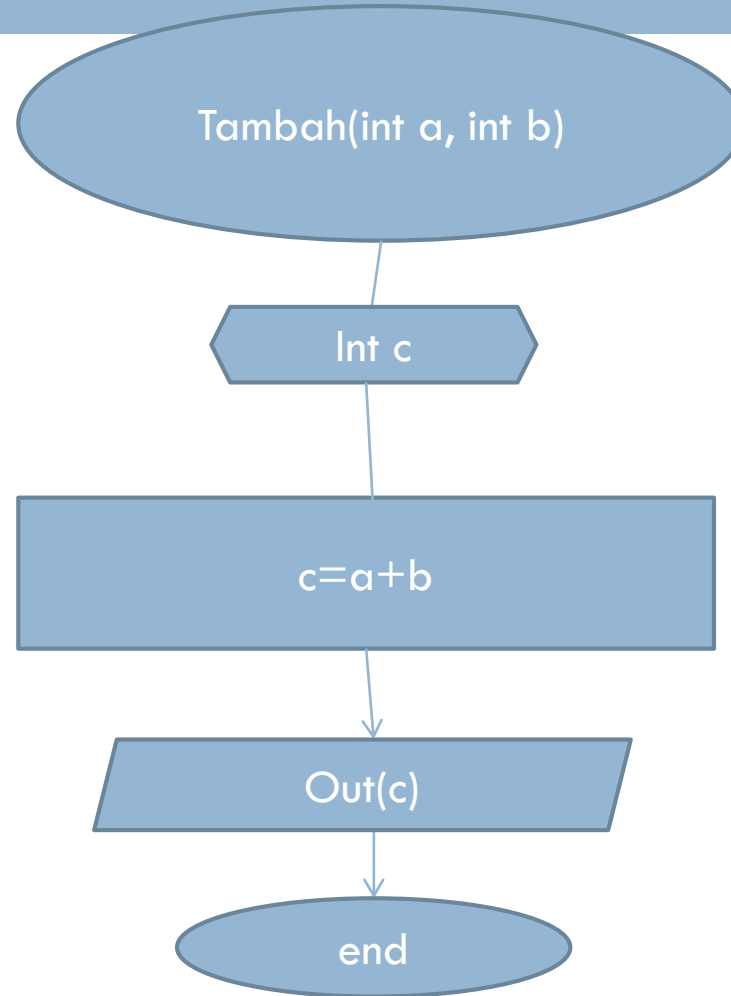 Tambah(int a, int b)
Int c
c=a+b
Out(c)
end